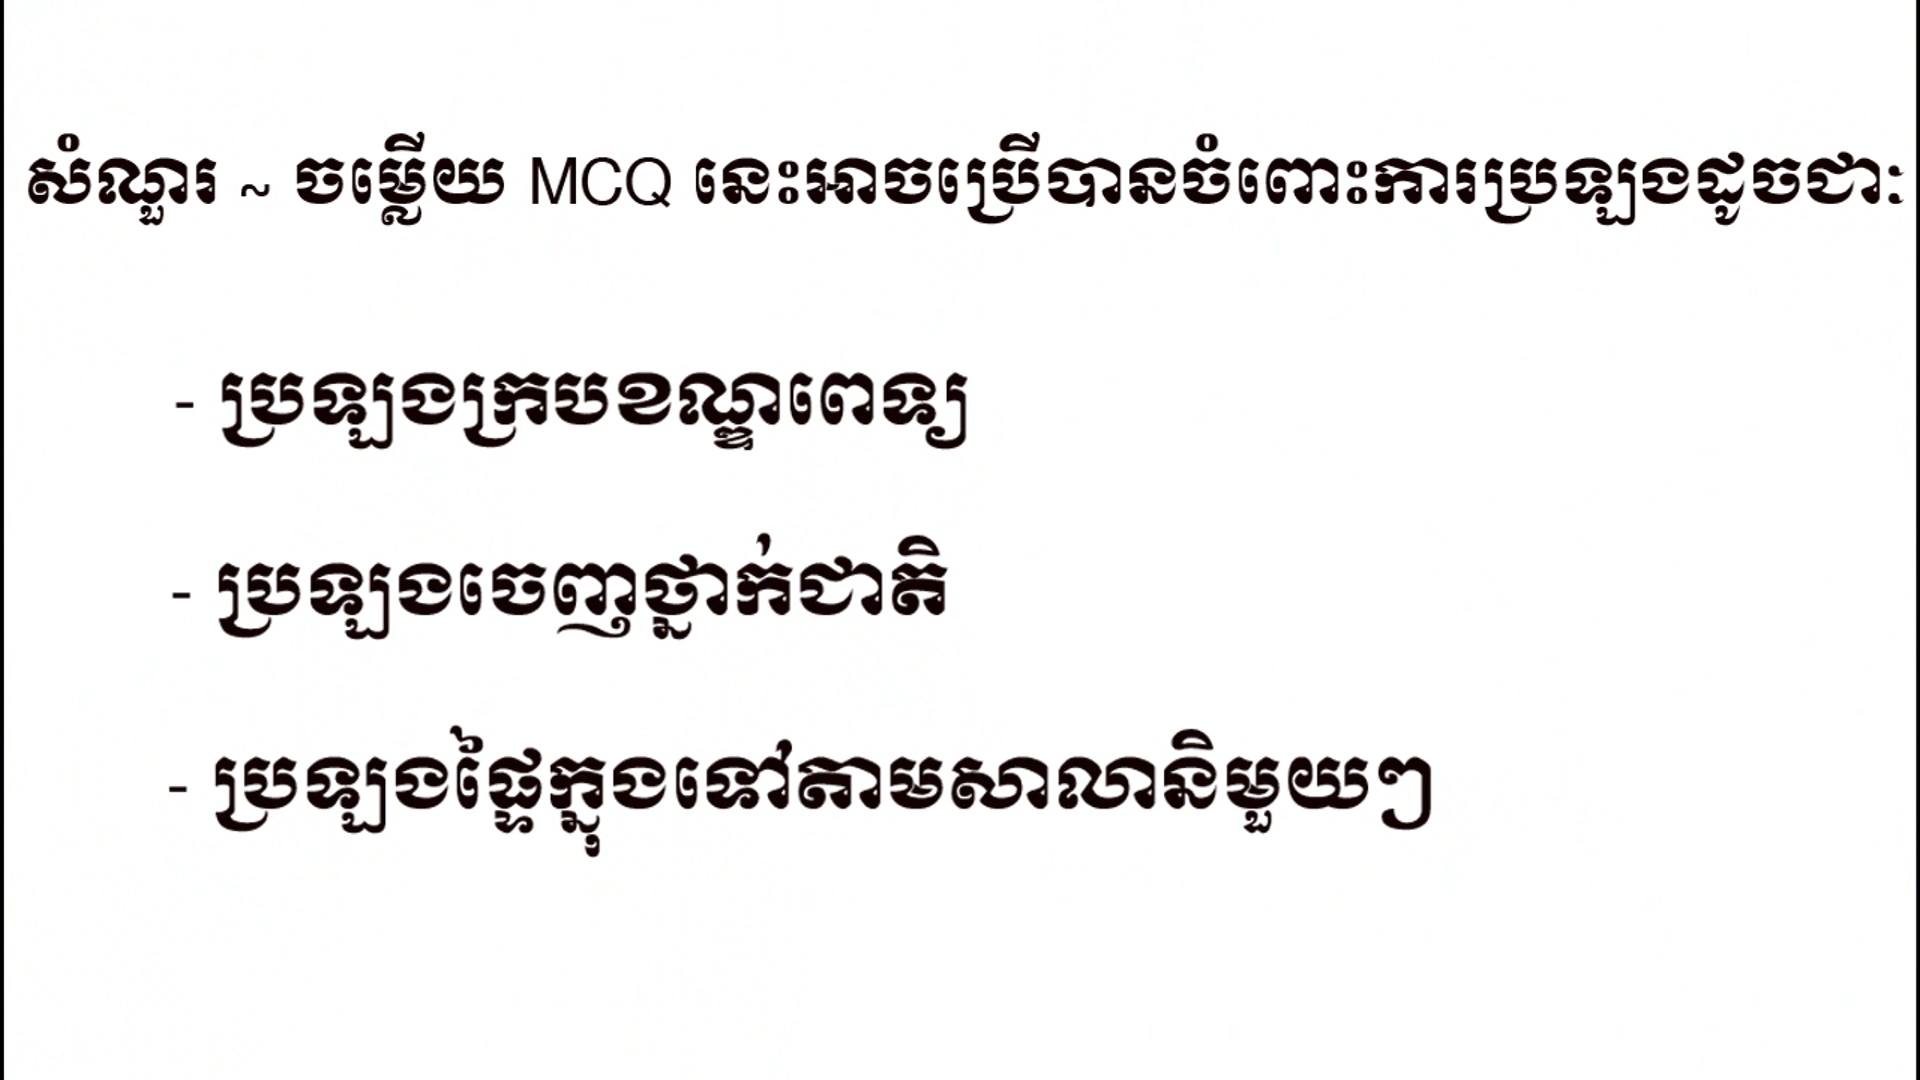 សំណួរ ~ ចម្លើយ MCQ នេះអាចប្រើបានចំពោះការប្រឡងដូចជាៈ
- ប្រឡងក្របខណ្ឌពេទ្យ
- ប្រឡងចេញថ្នាក់ជាតិ
- ប្រឡងផ្ទៃក្នុងទៅតាមសាលានិមួយៗ